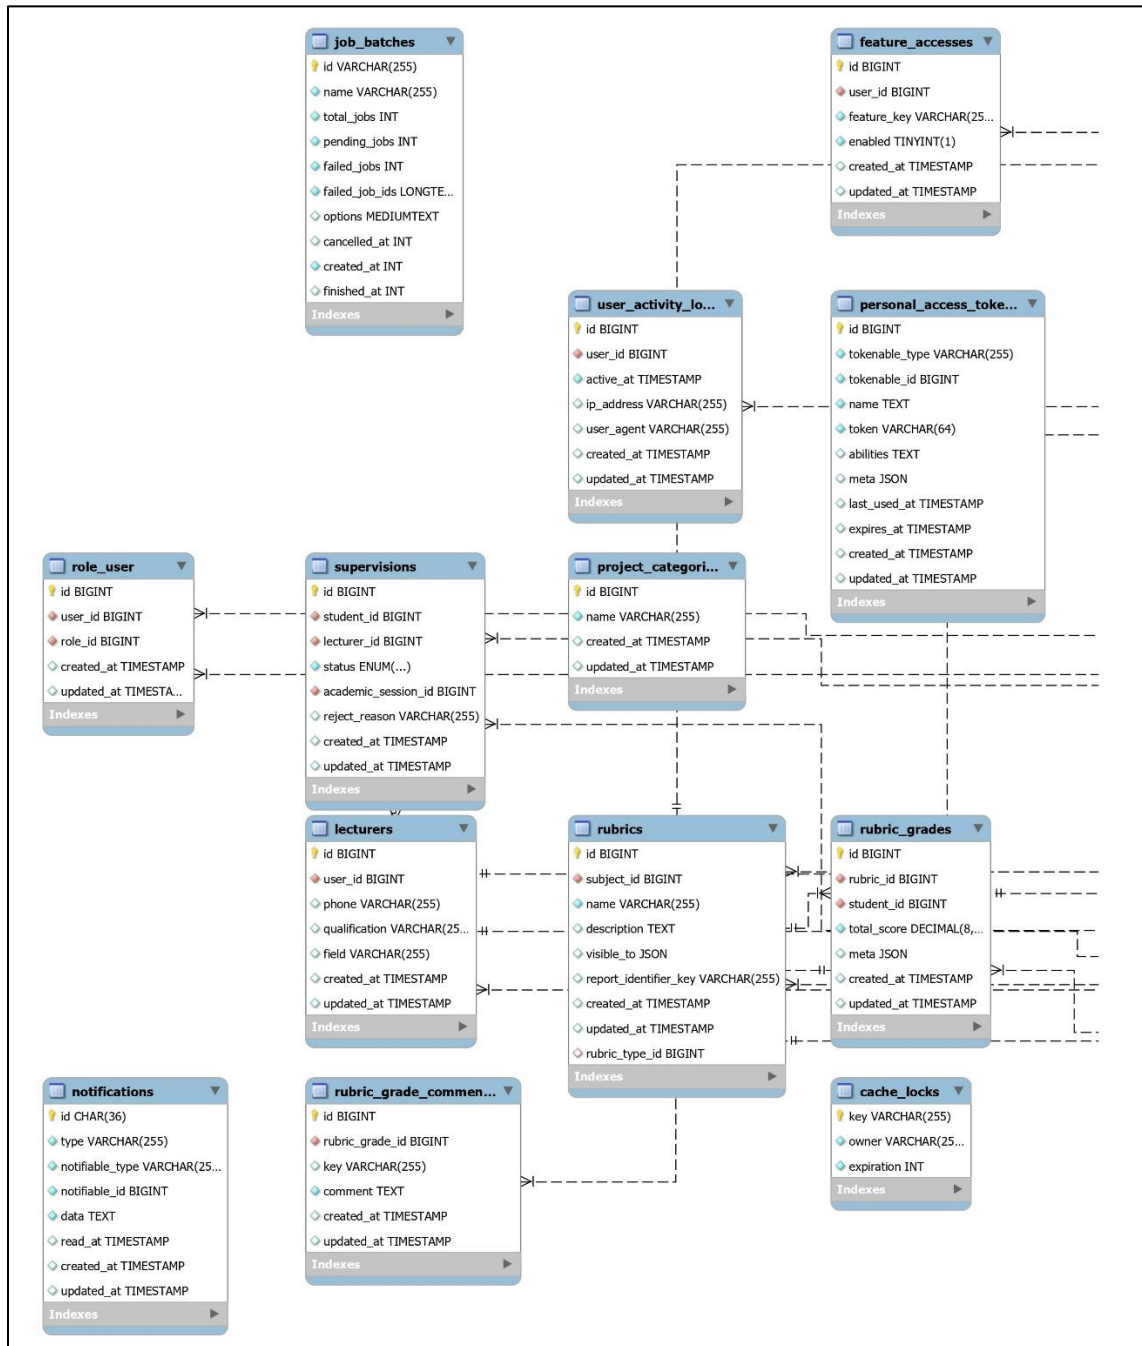 job_batches
id VARCHAR(255)
name VARCHAR(255)
total_jobs INT
pending_jobs INT
failed_jobs INT
failed_job_ids LONGTE...
options MEDIUMTEXT
cancelled_at INT
created_at INT
finished_at INT
Indexes
feature_accesses
id BIGINT
user_id BIGINT
feature_key VARCHAR(25...
enabled TINYINT(1)
created_at TIMESTAMP
updated_at TIMESTAMP
Indexes
user_activity_lo...
id BIGINT
user_id BIGINT
active_at TIMESTAMP
ip_address VARCHAR(255)
user_agent VARCHAR(255)
created_at TIMESTAMP
updated_at TIMESTAMP
Indexes
personal_access_toke...
id BIGINT
tokenable_type VARCHAR(255)
tokenable_id BIGINT
name TEXT
token VARCHAR(64)
abilities TEXT
meta JSON
last_used_at TIMESTAMP
expires_at TIMESTAMP
created_at TIMESTAMP
updated_at TIMESTAMP
Indexes
role_user
id BIGINT
user_id BIGINT
role_id BIGINT
created_at TIMESTAMP
updated_at TIMESTA...
Indexes
supervisions
id BIGINT
student_id BIGINT
lecturer_id BIGINT
status ENUM(...)
academic_session_id BIGINT
reject_reason VARCHAR(255)
created_at TIMESTAMP
updated_at TIMESTAMP
Indexes
project_categori...
id BIGINT
name VARCHAR(255)
created_at TIMESTAMP
updated_at TIMESTAMP
Indexes
lecturers
id BIGINT
user_id BIGINT
phone VARCHAR(255)
qualification VARCHAR(25...
field VARCHAR(255)
created_at TIMESTAMP
updated_at TIMESTAMP
Indexes
rubrics
id BIGINT
subject_id BIGINT
name VARCHAR(255)
description TEXT
visible_to JSON
report_identifier_key VARCHAR(255)
created_at TIMESTAMP
updated_at TIMESTAMP
rubric_type_id BIGINT
Indexes
rubric_grades
id BIGINT
rubric_id BIGINT
student_id BIGINT
total_score DECIMAL(8,...
meta JSON
created_at TIMESTAMP
updated_at TIMESTAMP
Indexes
notifications
id CHAR(36)
type VARCHAR(255)
notifiable_type VARCHAR(25...
notifiable_id BIGINT
data TEXT
read_at TIMESTAMP
created_at TIMESTAMP
updated_at TIMESTAMP
Indexes
rubric_grade_commen...
id BIGINT
rubric_grade_id BIGINT
key VARCHAR(255)
comment TEXT
created_at TIMESTAMP
updated_at TIMESTAMP
Indexes
cache_locks
key VARCHAR(255)
owner VARCHAR(25...
expiration INT
Indexes